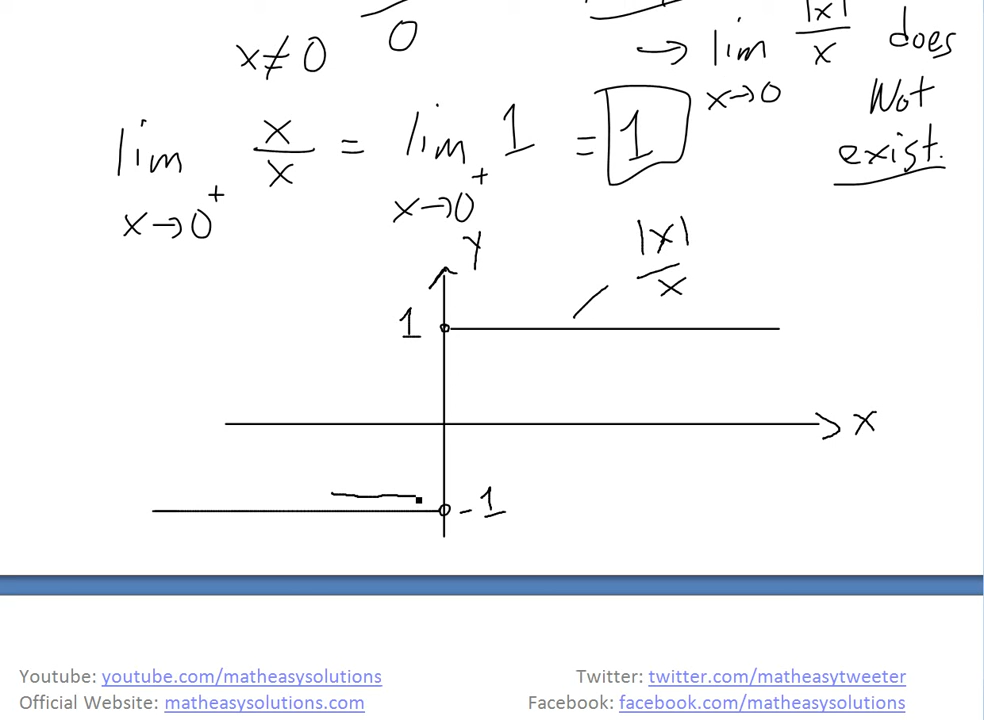 x≠0
0
→ lim |x|/x does
x→0 Not
exist.
lim x/x = lim 1 = 1
x→0⁺ x→0⁺
y
|x|/x
1
x
-1
Youtube: youtube.com/matheasysolutions
Twitter: twitter.com/matheasytweeter
Official Website: matheasysolutions.com
Facebook: facebook.com/matheasysolutions